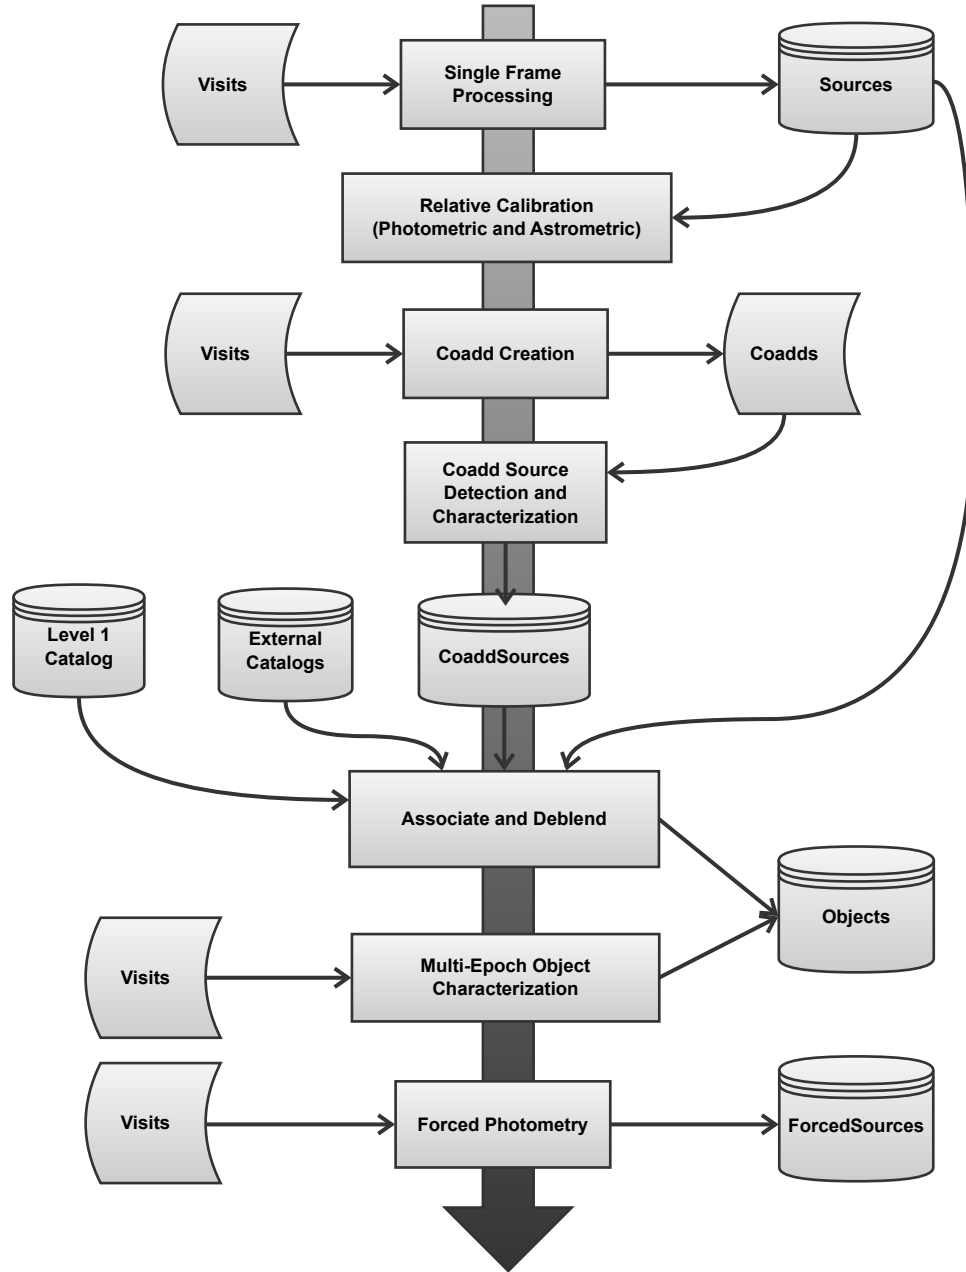 Visits
Single Frame
Processing
Sources
Relative Calibration
(Photometric and Astrometric)
Visits
Coadd Creation
Coadds
Coadd Source
Detection and
Characterization
Level 1
Catalog
External
Catalogs
CoaddSources
Associate and Deblend
Objects
Visits
Multi-Epoch Object
Characterization
Visits
Forced Photometry
ForcedSources